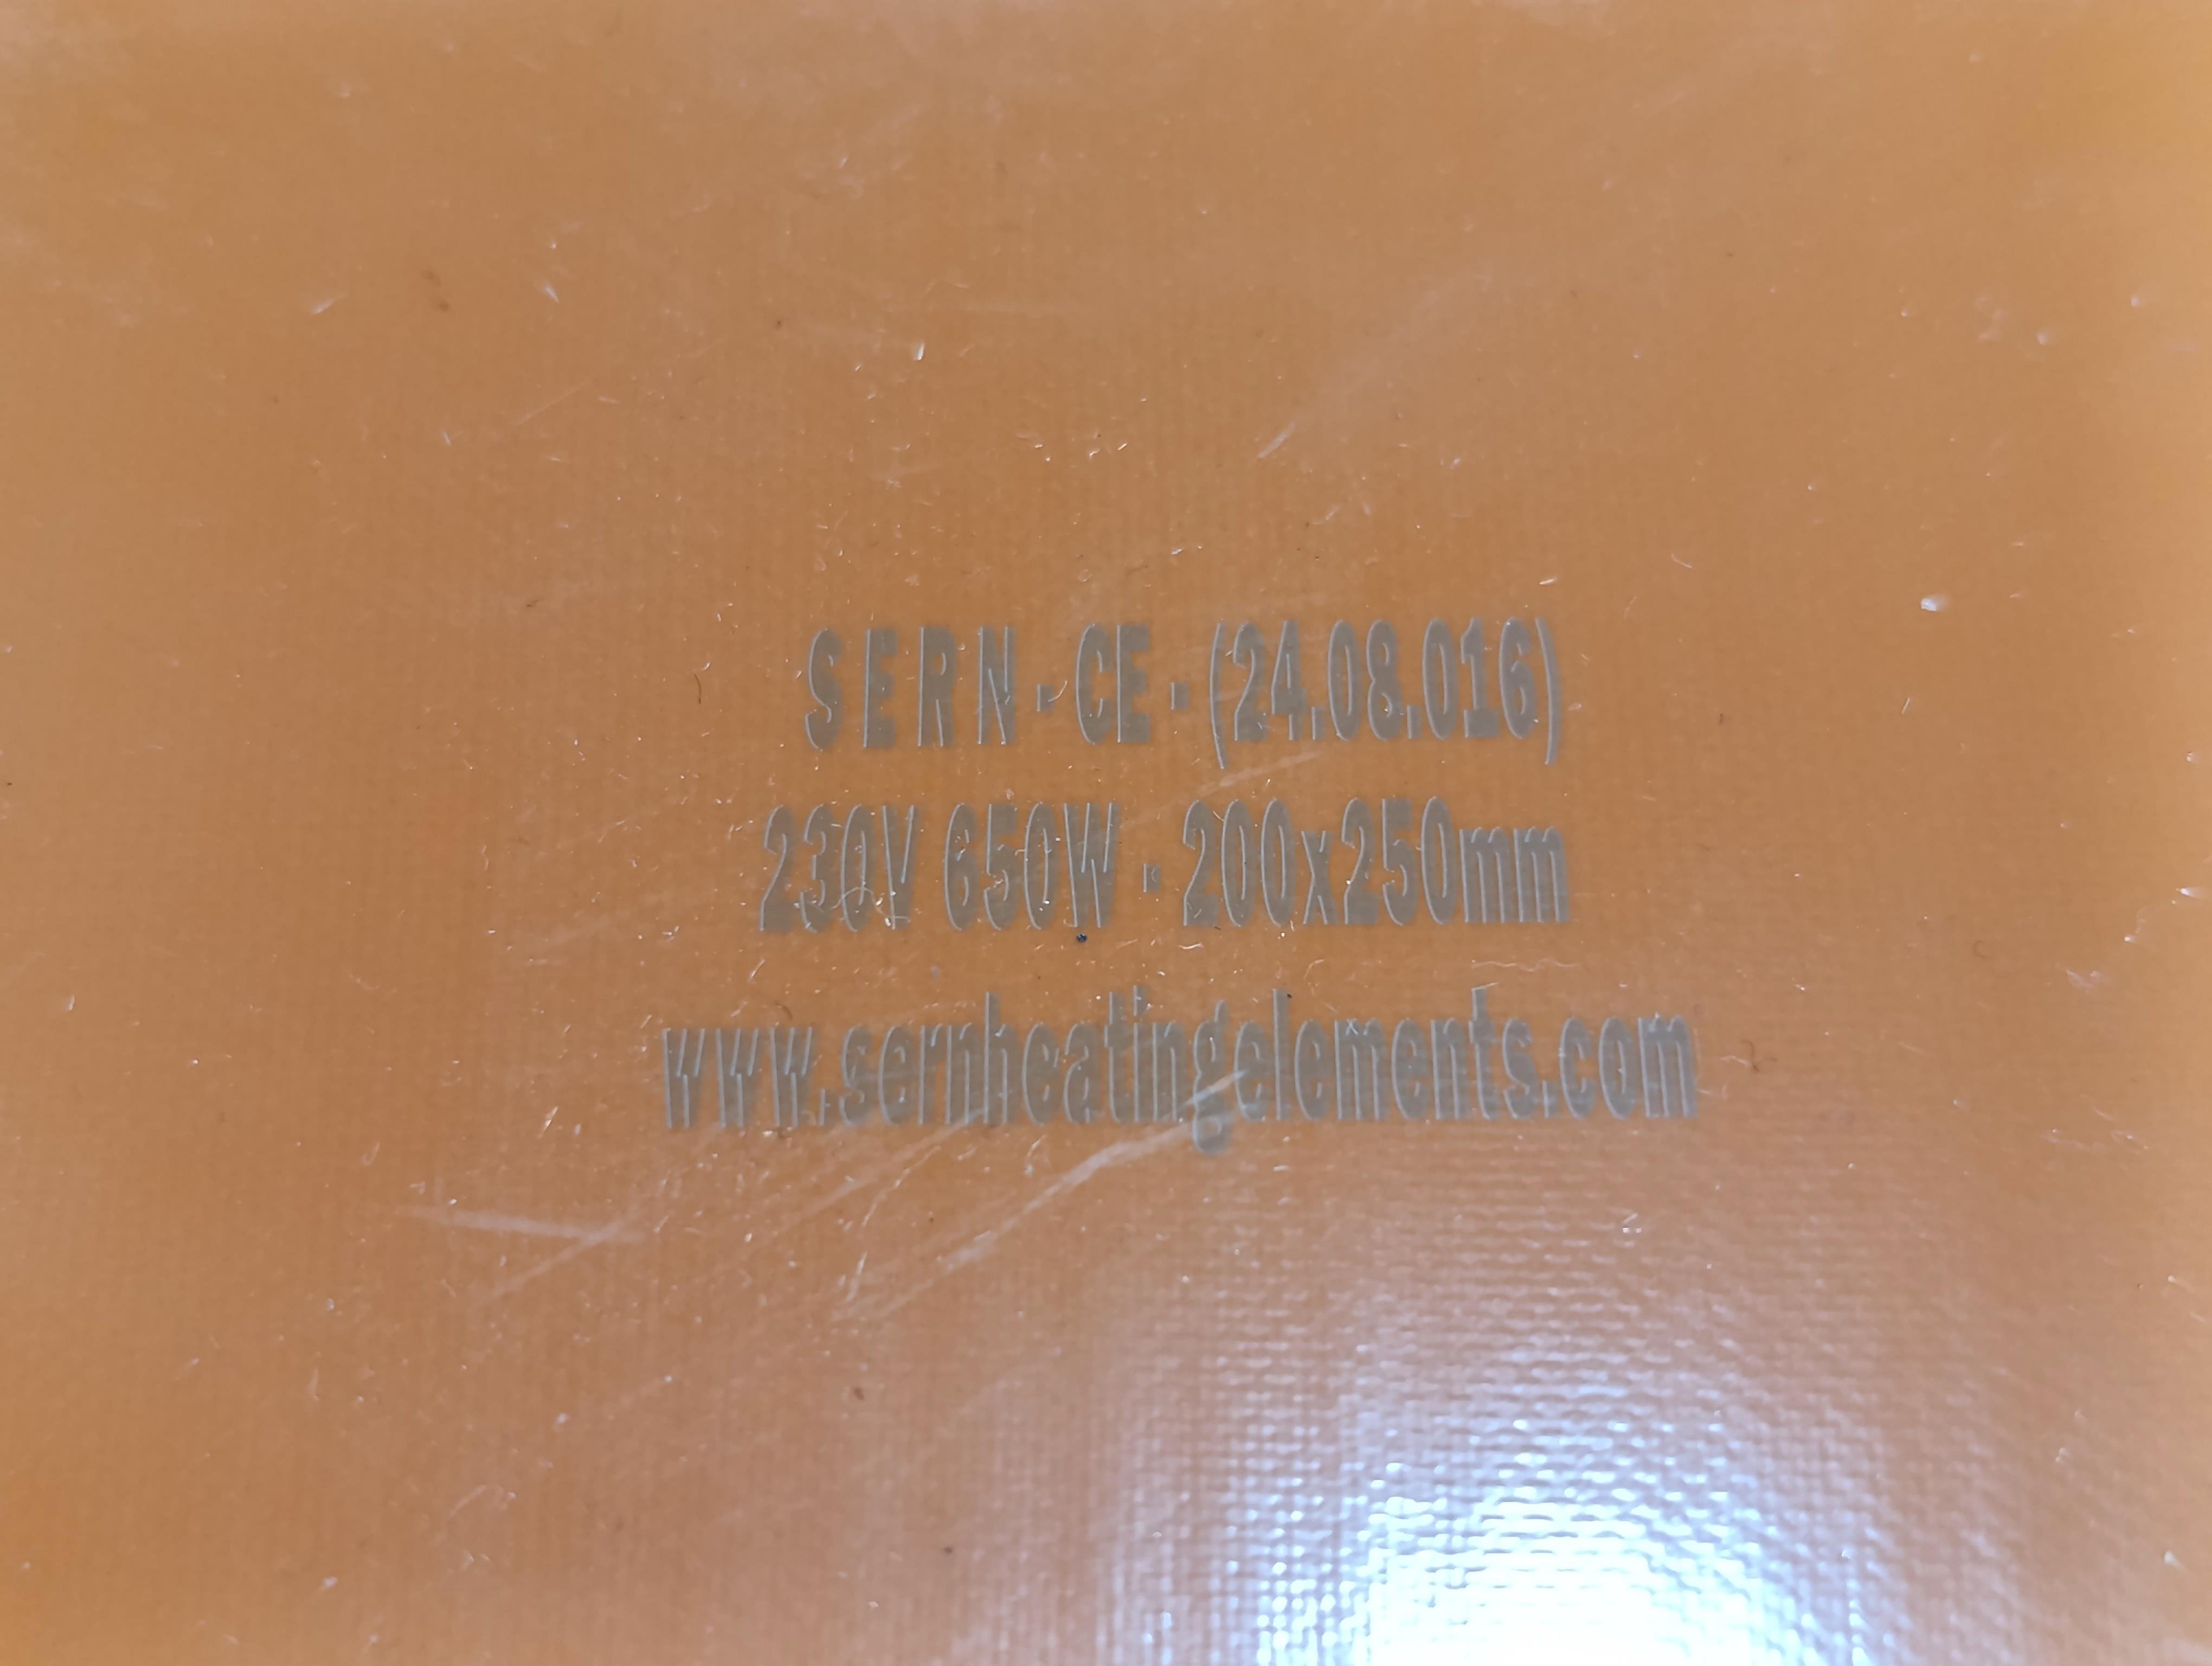 SERN - CE - (24.08.016)
230V 650W - 200x250mm
www.sernheatingelements.com